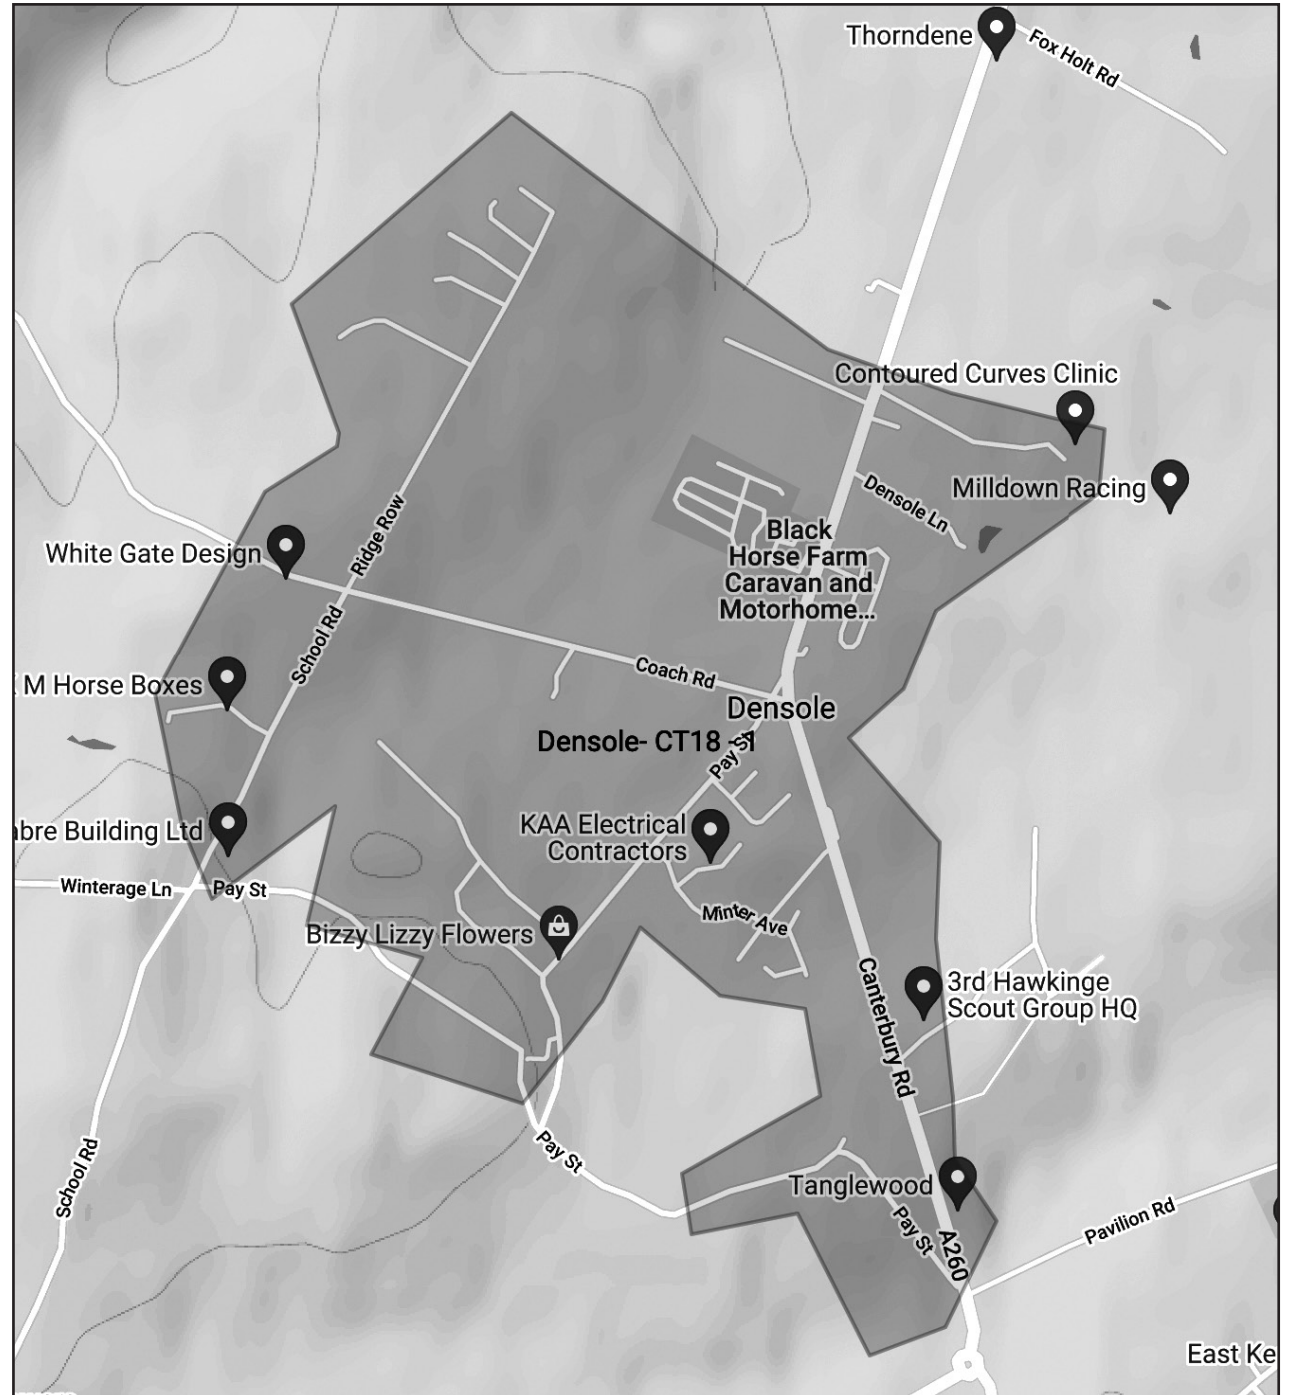 Thorndene
Fox Holt Rd
Contoured Curves Clinic
Milldown Racing
Densole Ln
Black
Horse Farm
Caravan and
Motorhome...
Ridge Row
White Gate Design
School Rd
Coach Rd
M Horse Boxes
Densole
Densole- CT18 - 1
Pay St
KAA Electrical
Contractors
abre Building Ltd
Winterage Ln
Pay St
Minter Ave
Bizzy Lizzy Flowers
Canterbury Rd
3rd Hawkinge
Scout Group HQ
School Rd
Pay St
Tanglewood
Pay St
A260
Pavilion Rd
East Ke